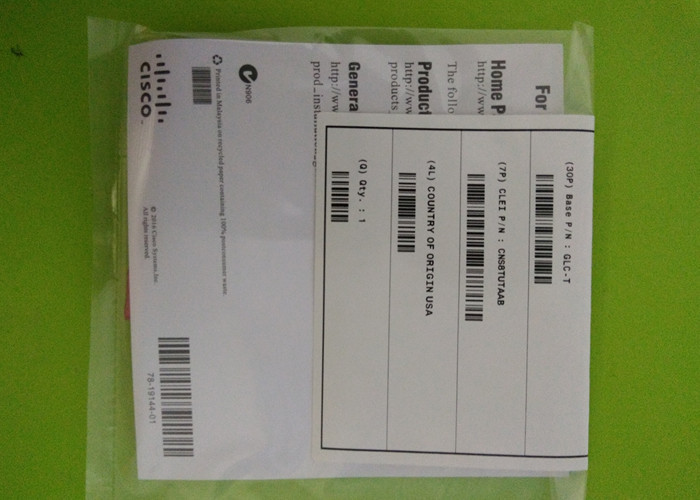 For
Home P
http://ww
The follo
Product
http://ww
products
Genera
http://ww
N906
Printed in Malaysia on recycled paper containing 100% postconsumer waste
CISCO
© 2014 Cisco Systems, Inc.
All rights reserved.
78-19144-01
(30P) Base P/N : GLC-T
(7P) CLEI P/N : CNS8TUTAAB
(4L) COUNTRY OF ORIGIN USA
(Q) Qty. : 1